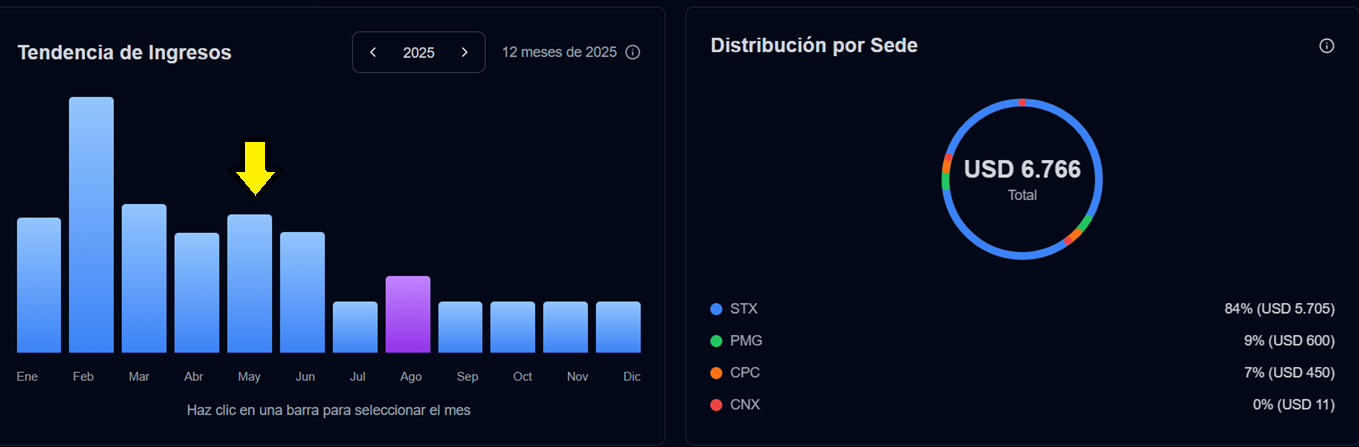 Tendencia de Ingresos
2025
12 meses de 2025
Ene Feb Mar Abr May Jun Jul Ago Sep Oct Nov Dic
Haz clic en una barra para seleccionar el mes
Distribución por Sede
USD 6.766
Total
STX 84% (USD 5.705)
PMG 9% (USD 600)
CPC 7% (USD 450)
CNX 0% (USD 11)